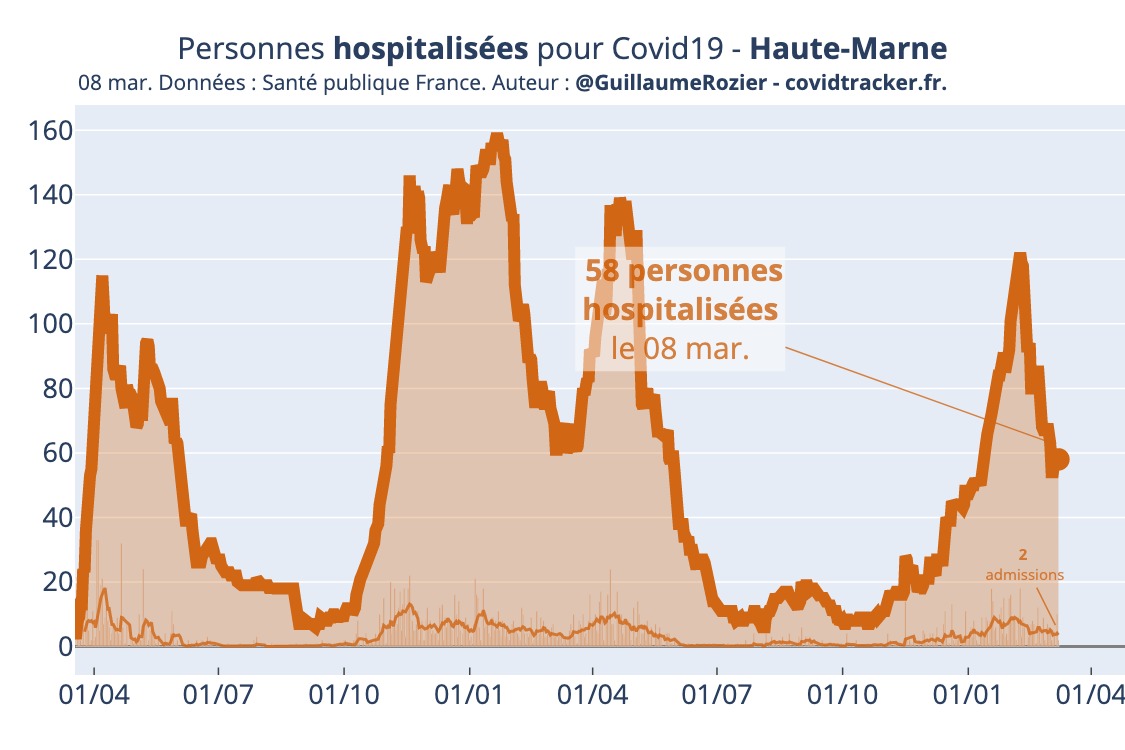 Personnes hospitalisées pour Covid19 - Haute-Marne
08 mar. Données : Santé publique France. Auteur : @GuillaumeRozier - covidtracker.fr.
160
140
120
100
80
60
40
20
0
58 personnes
hospitalisées
le 08 mar.
2
admissions
01/04 01/07 01/10 01/01 01/04 01/07 01/10 01/01 01/04